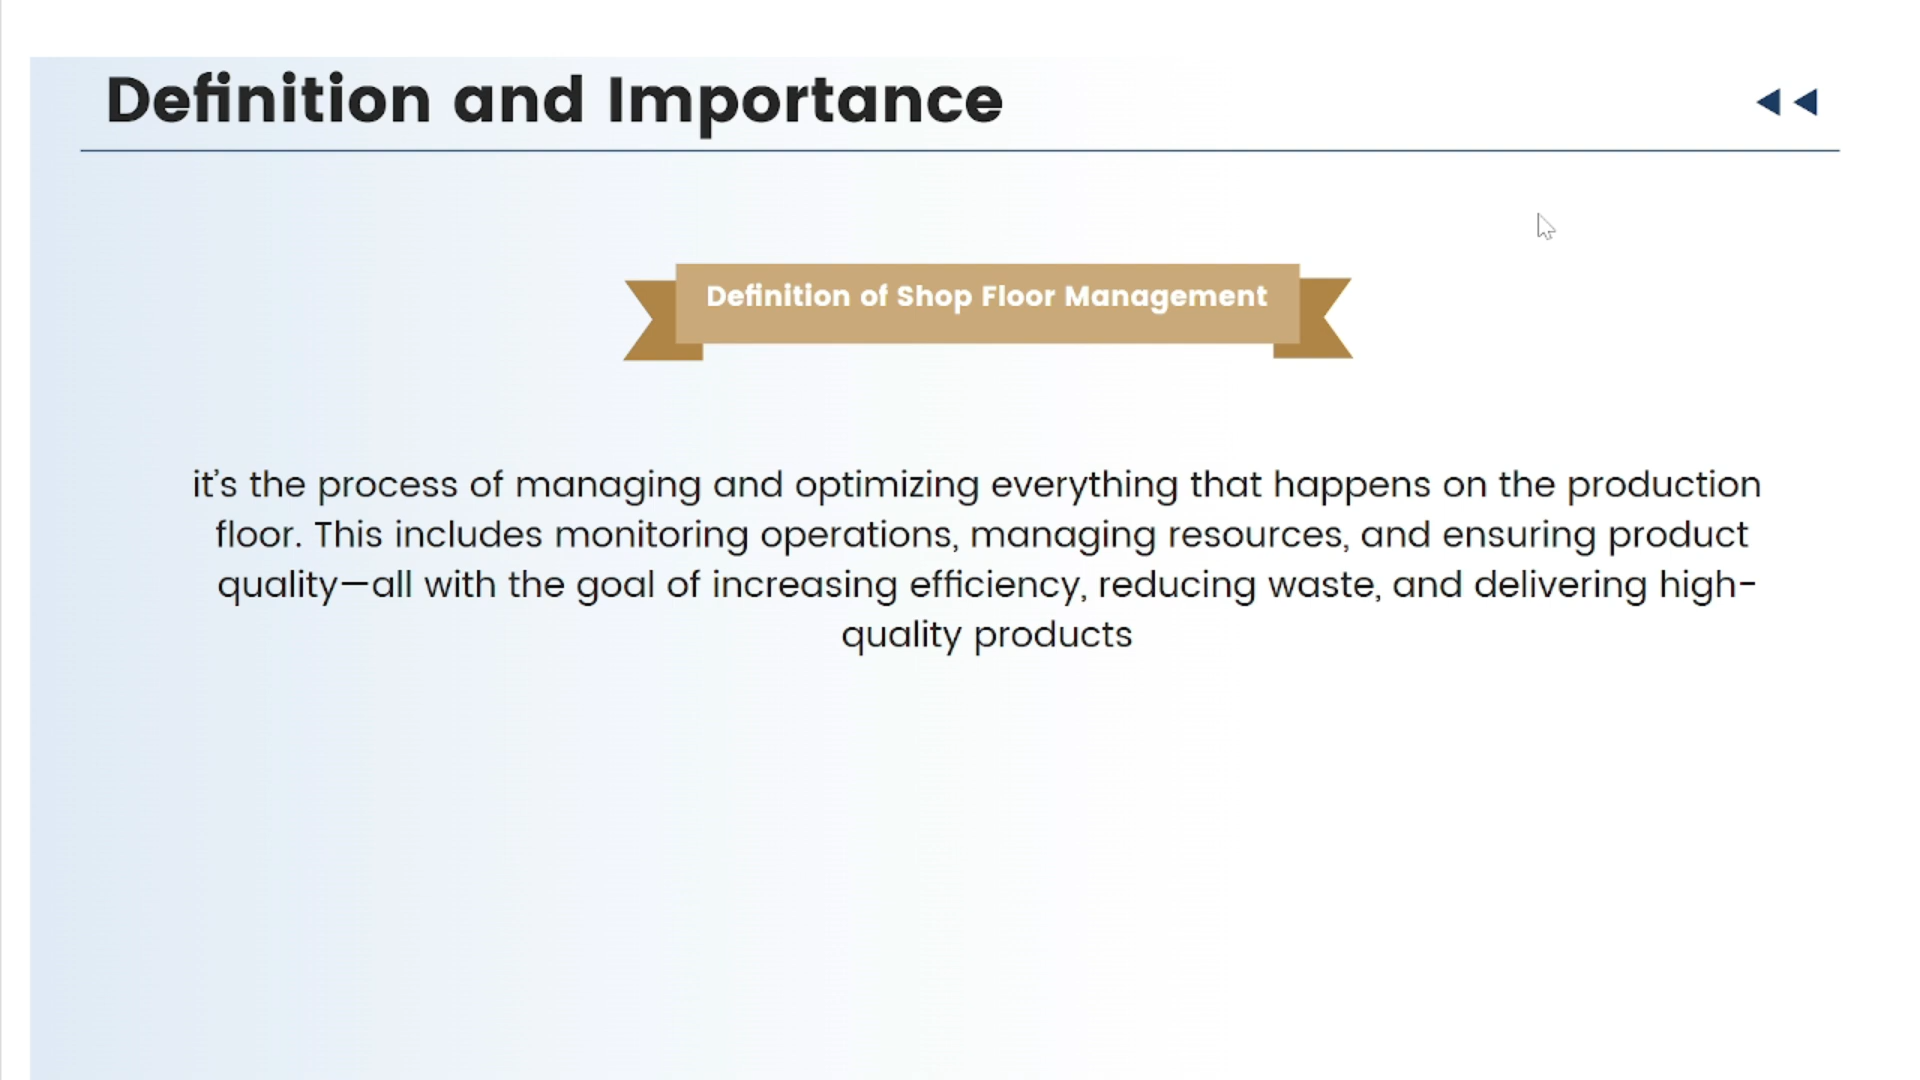 Definition and Importance
Definition of Shop Floor Management
it’s the process of managing and optimizing everything that happens on the production
floor. This includes monitoring operations, managing resources, and ensuring product
quality—all with the goal of increasing efficiency, reducing waste, and delivering high-
quality products